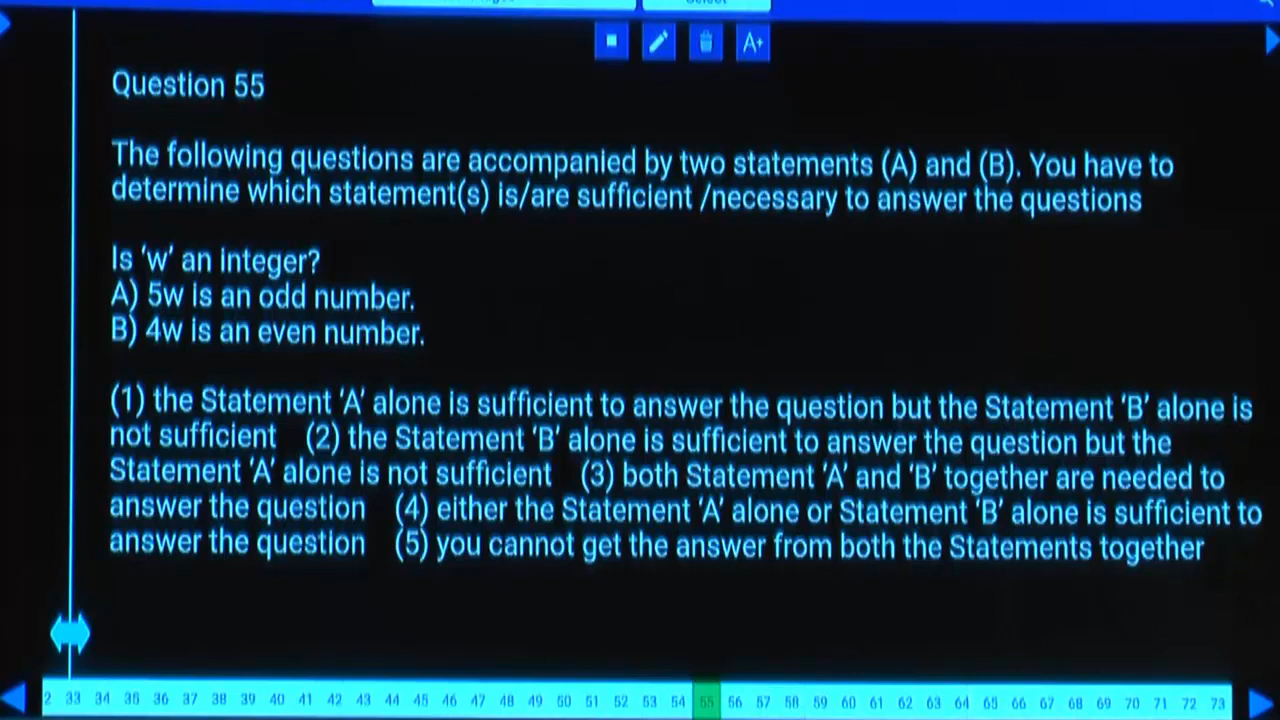 Question 55
The following questions are accompanied by two statements (A) and (B). You have to
determine which statement(s) is/are sufficient /necessary to answer the questions
Is ‘w’ an integer?
A) 5w is an odd number.
B) 4w is an even number.
(1) the Statement ‘A’ alone is sufficient to answer the question but the Statement ‘B’ alone is
not sufficient (2) the Statement ‘B’ alone is sufficient to answer the question but the
Statement ‘A’ alone is not sufficient (3) both Statement ‘A’ and ‘B’ together are needed to
answer the question (4) either the Statement ‘A’ alone or Statement ‘B’ alone is sufficient to
answer the question (5) you cannot get the answer from both the Statements together
2 33 34 35 36 37 38 39 40 41 42 43 44 45 46 47 48 49 50 51 52 53 54 55 56 57 58 59 60 61 62 63 64 65 66 67 68 69 70 71 72 73